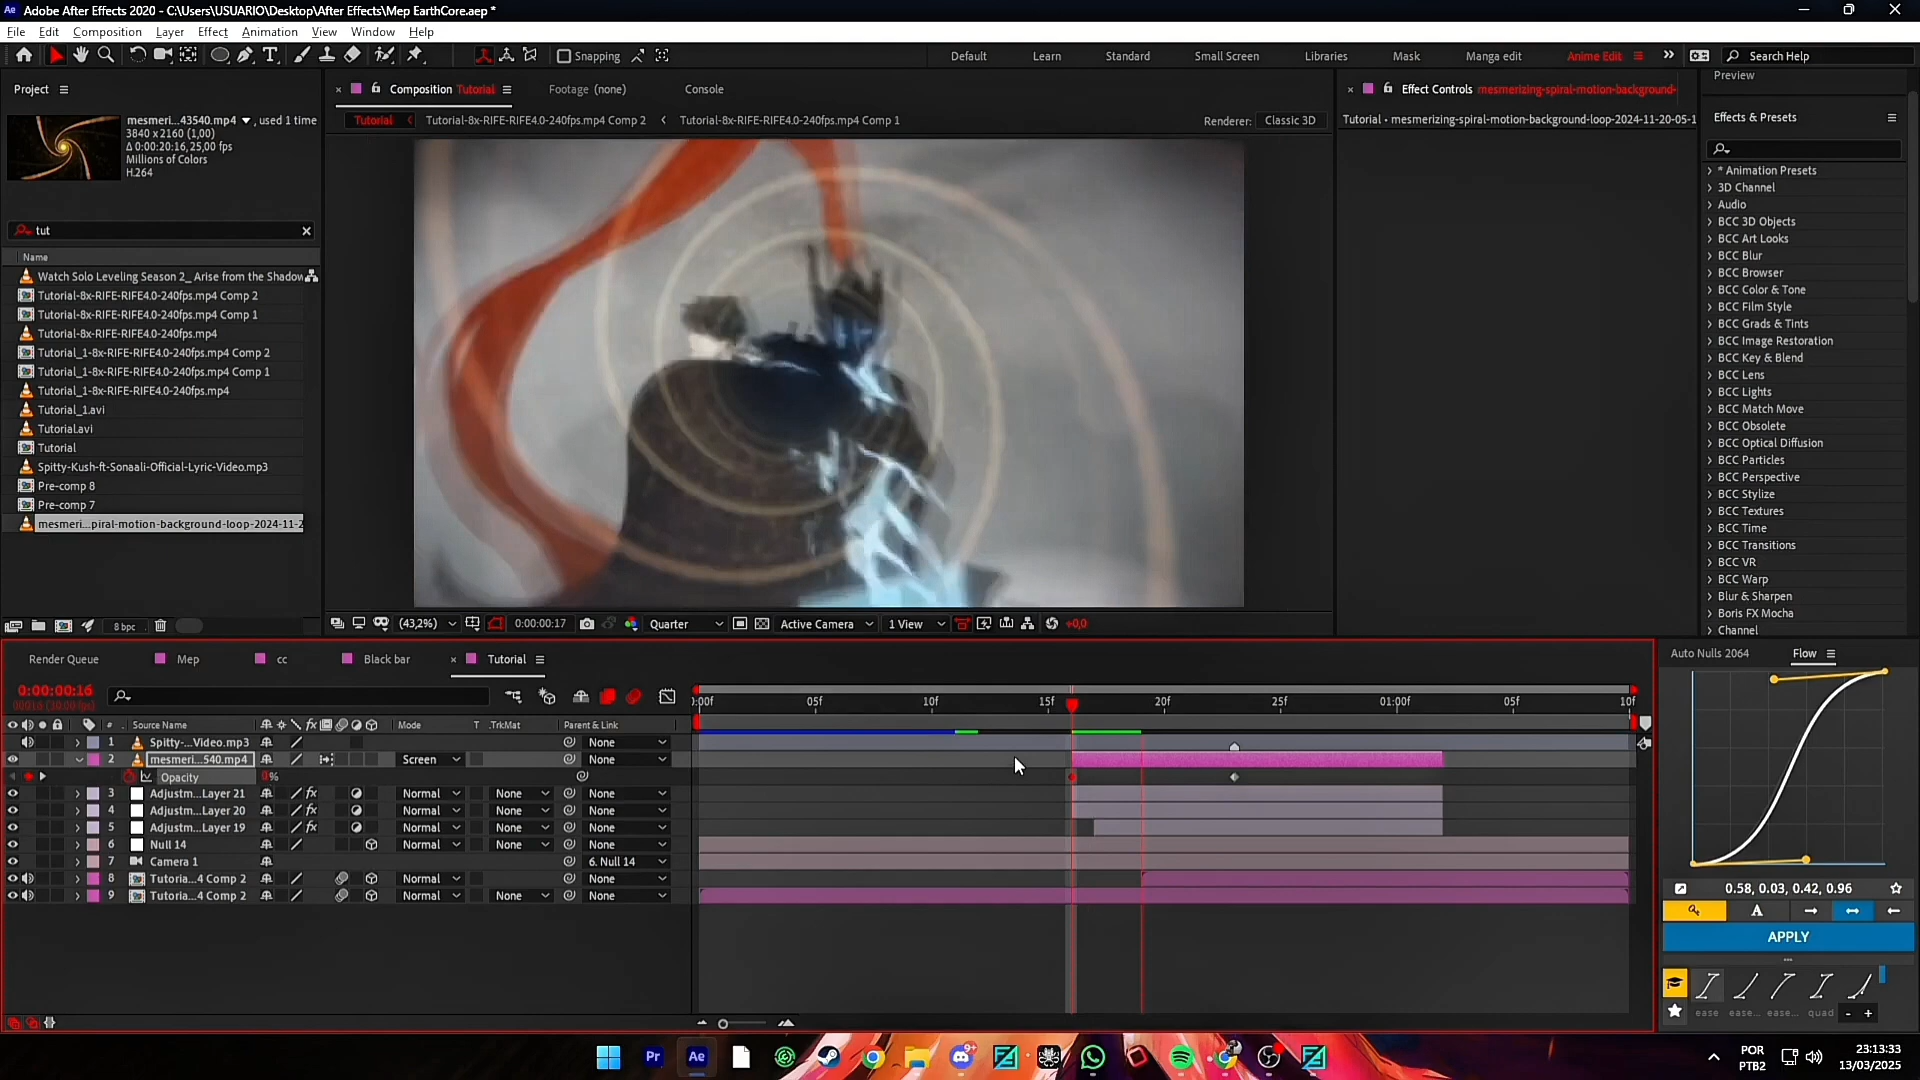 Adobe After Effects 2020 - C:\Users\USUARIO\Desktop\After Effects\Mep EarthCore.aep *
File Edit Composition Layer Effect Animation View Window Help
Snapping
Default Learn Standard Small Screen Libraries Mask Manga edit Anime Edit Search Help
Project
Composition Tutorial
Footage (none)
Console
Effect Controls mesmerizing-spiral-motion-background-
Preview
Effects & Presets
mesmeri...43540.mp4 , used 1 time
3840 x 2160 (1,00)
Δ 0:00:20:16, 25,00 fps
Millions of Colors
H.264
Tutorial
Tutorial-8x-RIFE-RIFE4.0-240fps.mp4 Comp 2
Tutorial-8x-RIFE-RIFE4.0-240fps.mp4 Comp 1
Renderer: Classic 3D
Tutorial • mesmerizing-spiral-motion-background-loop-2024-11-20-05-1
tut
Name
Watch Solo Leveling Season 2_ Arise from the Shadow
Tutorial-8x-RIFE-RIFE4.0-240fps.mp4 Comp 2
Tutorial-8x-RIFE-RIFE4.0-240fps.mp4 Comp 1
Tutorial-8x-RIFE-RIFE4.0-240fps.mp4
Tutorial_1-8x-RIFE-RIFE4.0-240fps.mp4 Comp 2
Tutorial_1-8x-RIFE-RIFE4.0-240fps.mp4 Comp 1
Tutorial_1-8x-RIFE-RIFE4.0-240fps.mp4
Tutorial_1.avi
Tutorial.avi
Tutorial
Spitty-Kush-ft-Sonaali-Official-Lyric-Video.mp3
Pre-comp 8
Pre-comp 7
mesmeri...piral-motion-background-loop-2024-11-2
* Animation Presets
3D Channel
Audio
BCC 3D Objects
BCC Art Looks
BCC Blur
BCC Browser
BCC Color & Tone
BCC Film Style
BCC Grads & Tints
BCC Image Restoration
BCC Key & Blend
BCC Lens
BCC Lights
BCC Match Move
BCC Obsolete
BCC Optical Diffusion
BCC Particles
BCC Perspective
BCC Stylize
BCC Textures
BCC Time
BCC Transitions
BCC VR
BCC Warp
Blur & Sharpen
Boris FX Mocha
Channel
8 bpc
(43,2%) 0:00:00:17 Quarter Active Camera 1 View +0,0
Render Queue Mep cc Black bar Tutorial
Auto Nulls 2064 Flow
0:00:00:16
00016 (30.00 fps)
:00f 05f 10f 15f 20f 25f 01:00f 05f 10f
# Source Name Mode T .TrkMat Parent & Link
1 Spitty-...Video.mp3 None
2 mesmeri...540.mp4 Screen None
Opacity 0%
3 Adjustm...Layer 21 Normal None None
4 Adjustm...Layer 20 Normal None None
5 Adjustm...Layer 19 Normal None None
6 Null 14 Normal None None
7 Camera 1 6. Null 14
8 Tutoria...4 Comp 2 Normal None
9 Tutoria...4 Comp 2 Normal None None
0.58, 0.03, 0.42, 0.96
A
APPLY
ease ease... ease... quad - +
Pr Ae
9+
POR
PTB2
23:13:33
13/03/2025